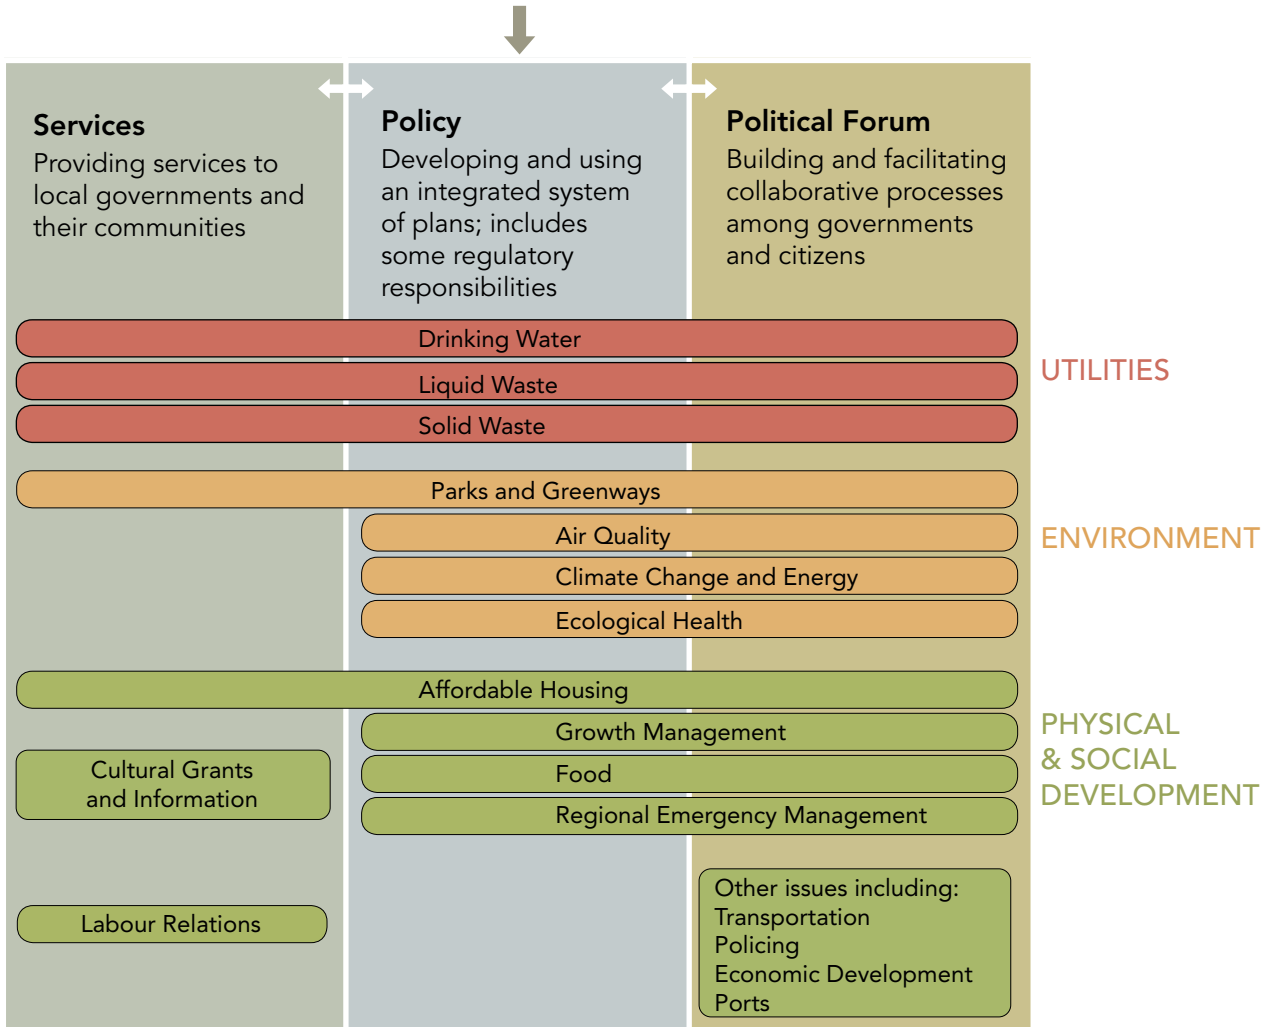 Services
Providing services to
local governments and
their communities
Policy
Developing and using
an integrated system
of plans; includes
some regulatory
responsibilities
Political Forum
Building and facilitating
collaborative processes
among governments
and citizens
Drinking Water
Liquid Waste
Solid Waste
UTILITIES
Parks and Greenways
Air Quality
Climate Change and Energy
Ecological Health
ENVIRONMENT
Affordable Housing
Growth Management
Food
Regional Emergency Management
Cultural Grants
and Information
Labour Relations
Other issues including:
Transportation
Policing
Economic Development
Ports
PHYSICAL
& SOCIAL
DEVELOPMENT